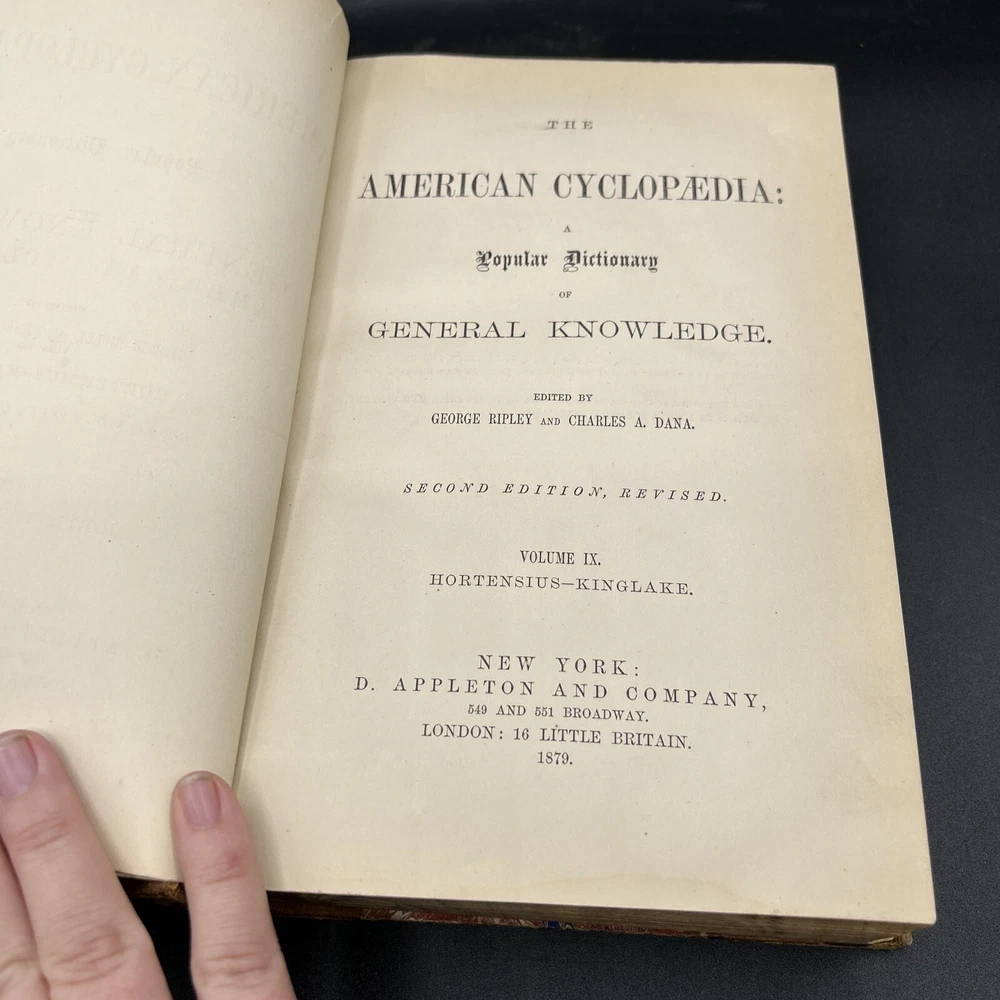 THE
AMERICAN CYCLOPÆDIA:
A
Popular Dictionary
OF
GENERAL KNOWLEDGE.
EDITED BY
GEORGE RIPLEY AND CHARLES A. DANA.
SECOND EDITION, REVISED.
VOLUME IX.
HORTENSIUS–KINGLAKE.
NEW YORK:
D. APPLETON AND COMPANY,
549 AND 551 BROADWAY.
LONDON: 16 LITTLE BRITAIN.
1879.